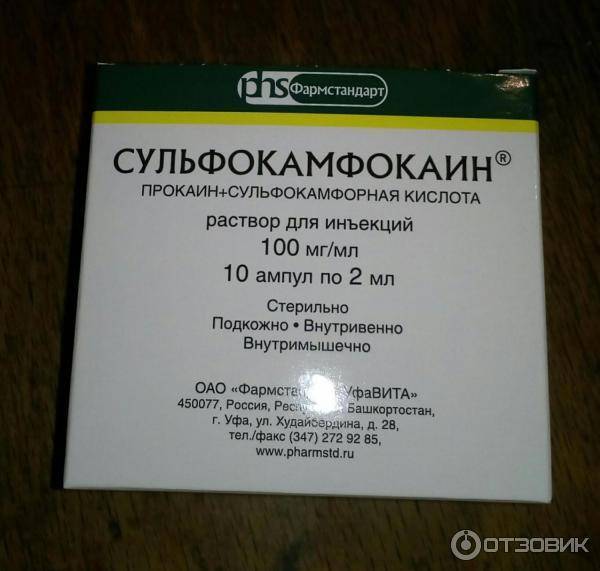 phs Фармстандарт
СУЛЬФОКАМФОКАИН®
ПРОКАИН+СУЛЬФОКАМФОРНАЯ КИСЛОТА
раствор для инъекций
100 мг/мл
10 ампул по 2 мл
Стерильно
Подкожно • Внутривенно
Внутримышечно
ОАО «Фармста УфаВИТА»
450077, Россия, Респу Башкортостан,
г. Уфа, ул. Худайбердина, д. 28,
тел./факс (347) 272 92 85,
www.pharmstd.ru
ОТЗОВИК